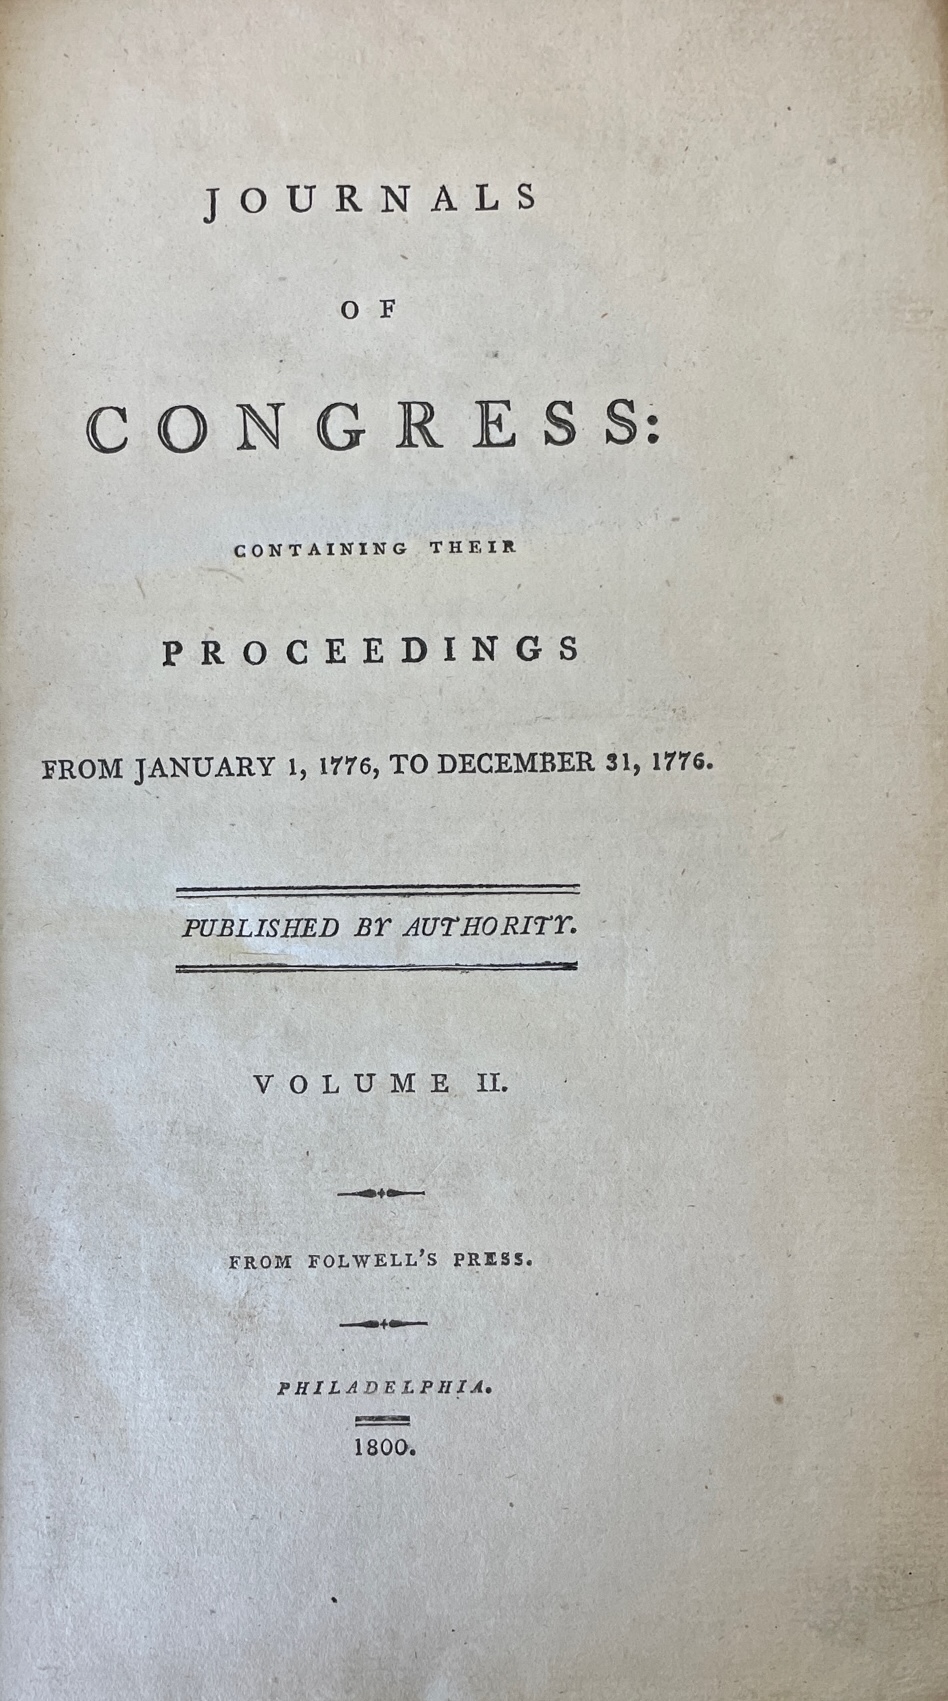 JOURNALS
OF
CONGRESS:
CONTAINING THEIR
PROCEEDINGS
FROM JANUARY 1, 1776, TO DECEMBER 31, 1776.
PUBLISHED BY AUTHORITY.
VOLUME II.
FROM FOLWELL'S PRESS.
PHILADELPHIA.
1800.